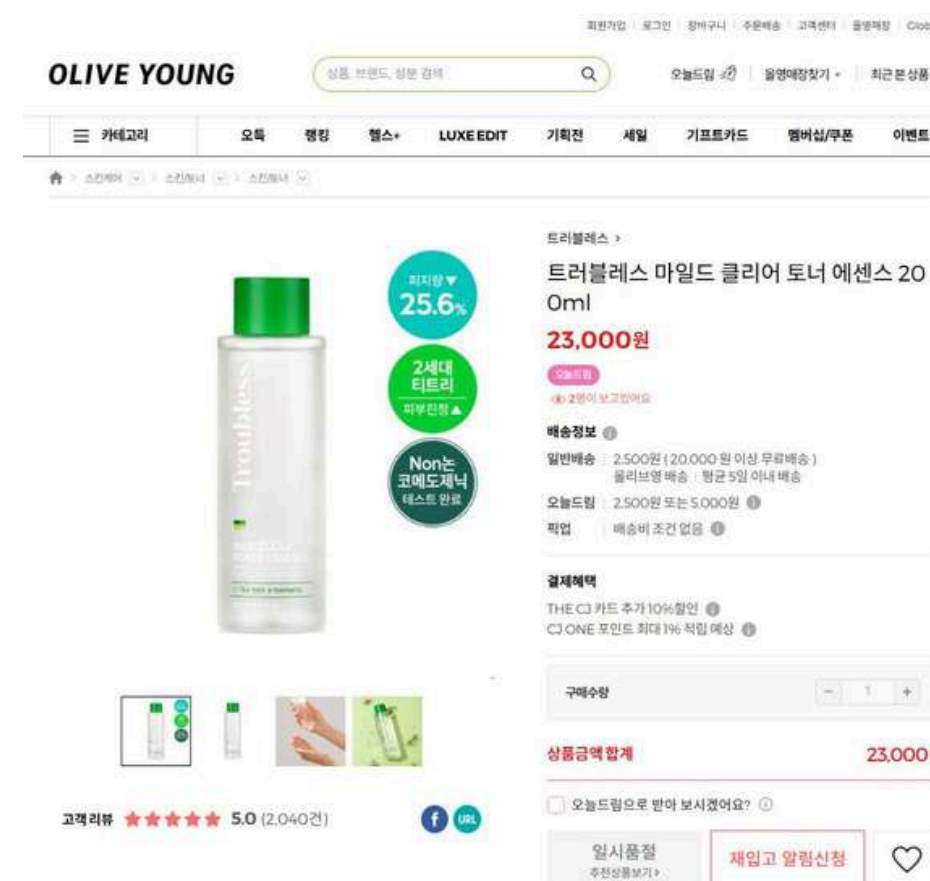 회원가입 로그인 장바구니 주문배송 고객센터 올영매장 Glob
OLIVE YOUNG
상품, 브랜드, 성분 검색
오늘드림 올영매장찾기 최근 본 상품
카테고리 오특 랭킹 헬스+ LUXE EDIT 기획전 세일 기프트카드 멤버십/쿠폰 이벤트
스킨케어 > 스킨/토너 > 스킨/토너
트러블레스 >
트러블레스 마일드 클리어 토너 에센스 20
0ml
23,000원
오늘드림
2명이 보고있어요
배송정보
일반배송 2,500원 ( 20,000 원 이상 무료배송 )
올리브영 배송 평균 5일 이내 배송
오늘드림 2,500원 또는 5,000원
픽업 배송비 조건 없음
결제혜택
THE CJ 카드 추가 10%할인
CJ ONE 포인트 최대 1% 적립 예상
구매수량 - 1 +
상품금액 합계 23,000
오늘드림으로 받아 보시겠어요?
일시품절
추천상품보기>
재입고 알림신청
피지량▼
25.6%
2세대
티트리
피부진정▲
Non논
코메도제닉
테스트 완료
Troubless
고객리뷰 5.0 (2,040건)
f URL